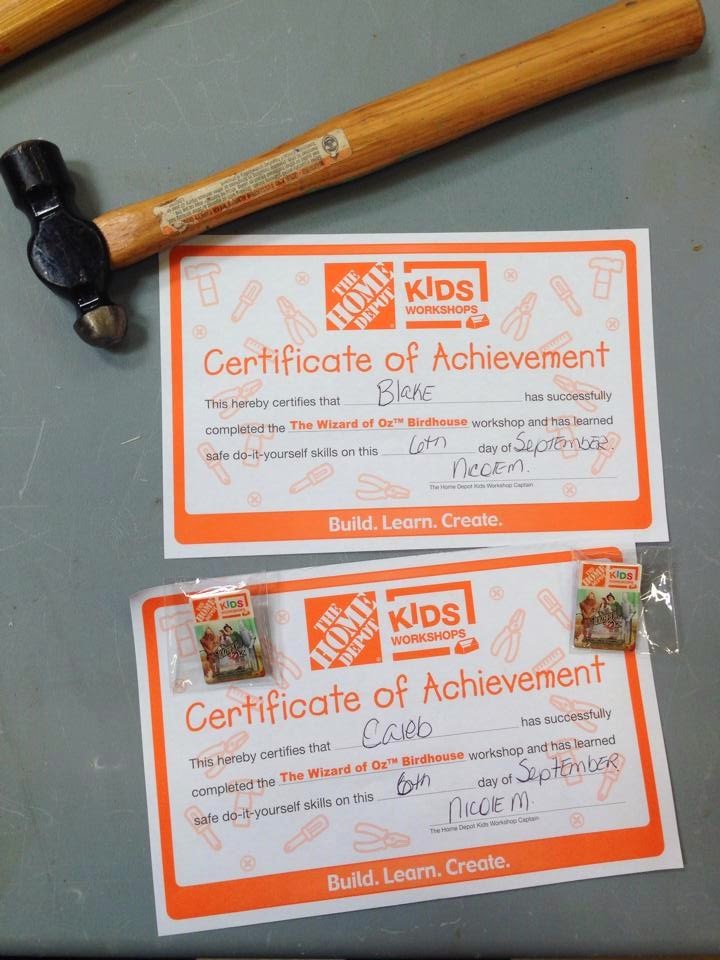 THE
HOME
DEPOT
KIDS
WORKSHOPS
Certificate of Achievement
This hereby certifies that Blake has successfully
completed the The Wizard of Oz™ Birdhouse workshop and has learned
safe do-it-yourself skills on this 6th day of September.
Nicole M.
The Home Depot Kids Workshop Captain
Build. Learn. Create.
KIDS
KIDS
THE
HOME
DEPOT
KIDS
WORKSHOPS
Certificate of Achievement
This hereby certifies that Caleb has successfully
completed the The Wizard of Oz™ Birdhouse workshop and has learned
safe do-it-yourself skills on this 6th day of September
Nicole M.
The Home Depot Kids Workshop Captain
Build. Learn. Create.